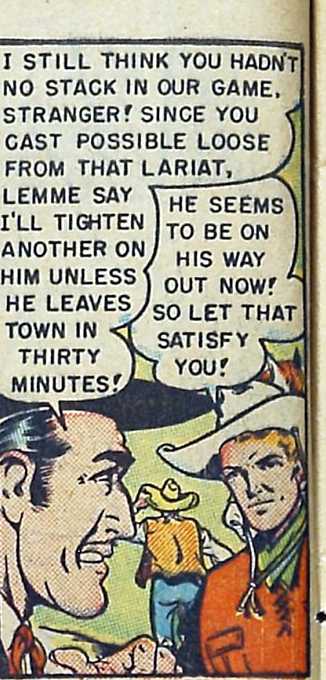 I STILL THINK YOU HADN'T
NO STACK IN OUR GAME,
STRANGER! SINCE YOU
CAST POSSIBLE LOOSE
FROM THAT LARIAT,
LEMME SAY
I'LL TIGHTEN
ANOTHER ON
HIM UNLESS
HE LEAVES
TOWN IN
THIRTY
MINUTES!
HE SEEMS
TO BE ON
HIS WAY
OUT NOW!
SO LET THAT
SATISFY
YOU!